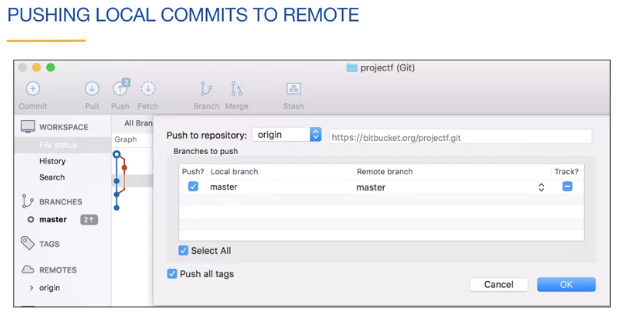 PUSHING LOCAL COMMITS TO REMOTE
projectf (Git)
2
Commit Pull Push Fetch Branch Merge Stash
WORKSPACE
File status
History
Search
BRANCHES
master 2↑
TAGS
REMOTES
origin
All Bran
Graph
Push to repository: origin https://bitbucket.org/projectf.git
Branches to push
Push? Local branch Remote branch Track?
master master
Select All
Push all tags
Cancel OK